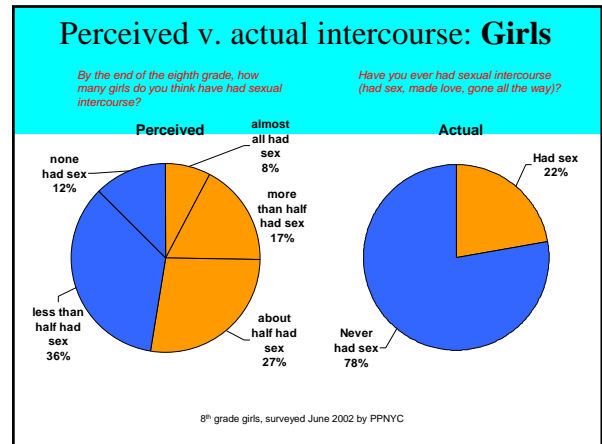 Perceived v. actual intercourse: Girls
By the end of the eighth grade, how
many girls do you think have had sexual
intercourse?
Have you ever had sexual intercourse
(had sex, made love, gone all the way)?
Perceived
almost
all had
sex
8%
none
had sex
12%
more
than half
had sex
17%
less than
half had
sex
36%
about
half had
sex
27%
Actual
Had sex
22%
Never
had sex
78%
8th grade girls, surveyed June 2002 by PPNYC